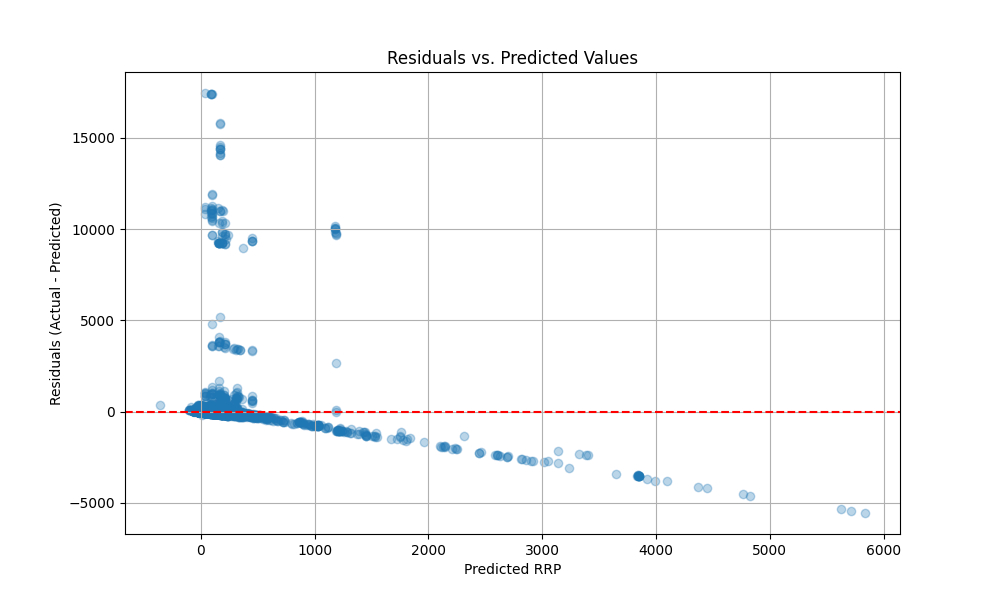 Residuals vs. Predicted Values
Residuals (Actual - Predicted)
15000
10000
5000
0
−5000
0 1000 2000 3000 4000 5000 6000
Predicted RRP